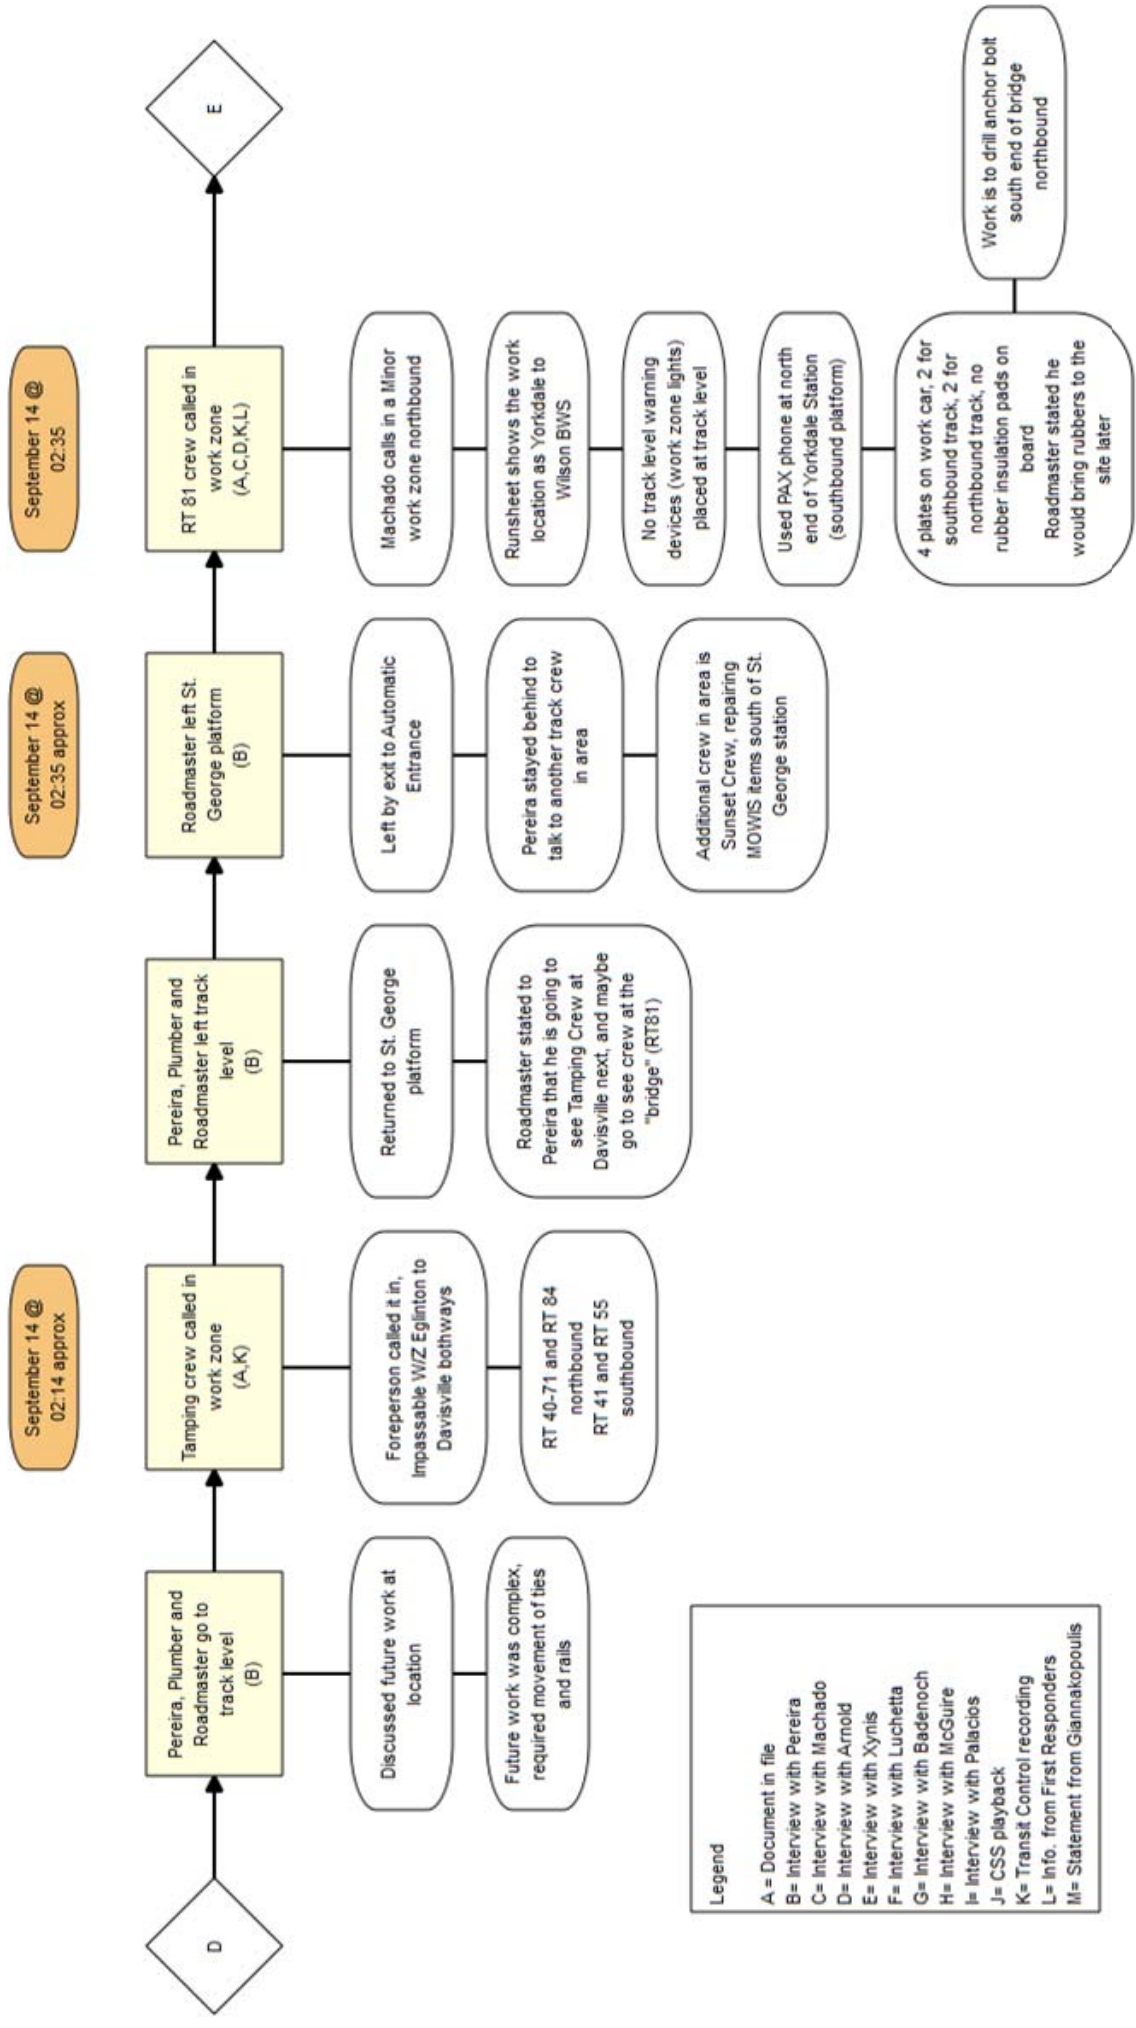 D
Pereira, Plumber and
Roadmaster go to
track level
(B)
Discussed future work at
location
Future work was complex,
required movement of ties
and rails
September 14 @
02:14 approx
Tamping crew called in
work zone
(A,K)
Foreperson called it in,
Impassable W/Z Eglinton to
Davisville bothways
RT 40-71 and RT 84
northbound
RT 41 and RT 55
southbound
Pereira, Plumber and
Roadmaster left track
level
(B)
Returned to St. George
platform
Roadmaster stated to
Pereira that he is going to
see Tamping Crew at
Davisville next, and maybe
go to see crew at the
"bridge" (RT81)
September 14 @
02:35 approx
Roadmaster left St.
George platform
(B)
Left by exit to Automatic
Entrance
Pereira stayed behind to
talk to another track crew
in area
Additional crew in area is
Sunset Crew, repairing
MOWIS items south of St.
George station
September 14 @
02:35
RT 81 crew called in
work zone
(A,C,D,K,L)
Machado calls in a Minor
work zone northbound
Runsheet shows the work
location as Yorkdale to
Wilson BWS
No track level warning
devices (work zone lights)
placed at track level
Used PAX phone at north
end of Yorkdale Station
(southbound platform)
4 plates on work car, 2 for
southbound track, 2 for
northbound track, no
rubber insulation pads on
board
Roadmaster stated he
would bring rubbers to the
site later
Work is to drill anchor bolt
south end of bridge
northbound
E
Legend
A = Document in file
B= Interview with Pereira
C= Interview with Machado
D= Interview with Arnold
E= Interview with Xynis
F= Interview with Luchetta
G= Interview with Badenoch
H= Interview with McGuire
I= Interview with Palacios
J= CSS playback
K= Transit Control recording
L= Info. from First Responders
M= Statement from Giannakopoulis